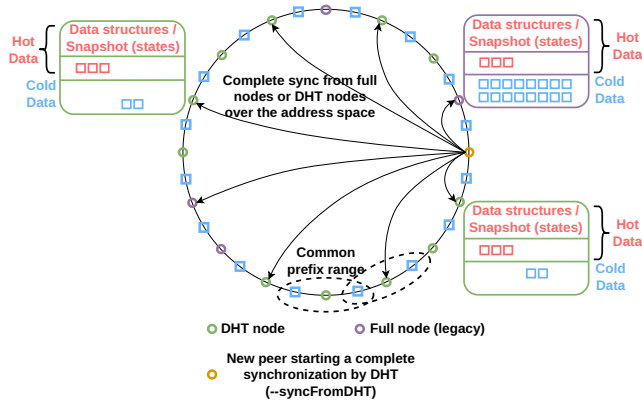 Data structures /
Snapshot (states)
Hot
Data
Cold
Data
Data structures /
Snapshot (states)
Hot
Data
Cold
Data
Complete sync from full
nodes or DHT nodes
over the address space
Data structures /
Snapshot (states)
Hot
Data
Cold
Data
Common
prefix range
DHT node
Full node (legacy)
New peer starting a complete
synchronization by DHT
(--syncFromDHT)